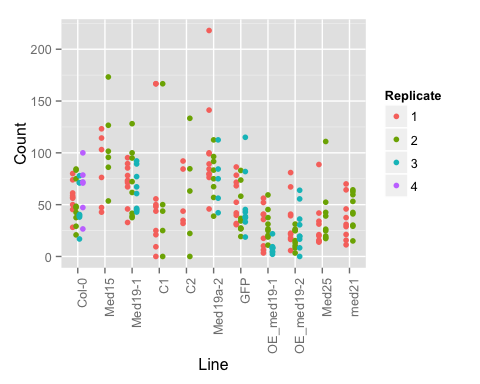 200
150
100
50
0
Count
Col-0
Med15
Med19-1
C1
C2
Med19a-2
GFP
OE_med19-1
OE_med19-2
Med25
med21
Line
Replicate
1
2
3
4